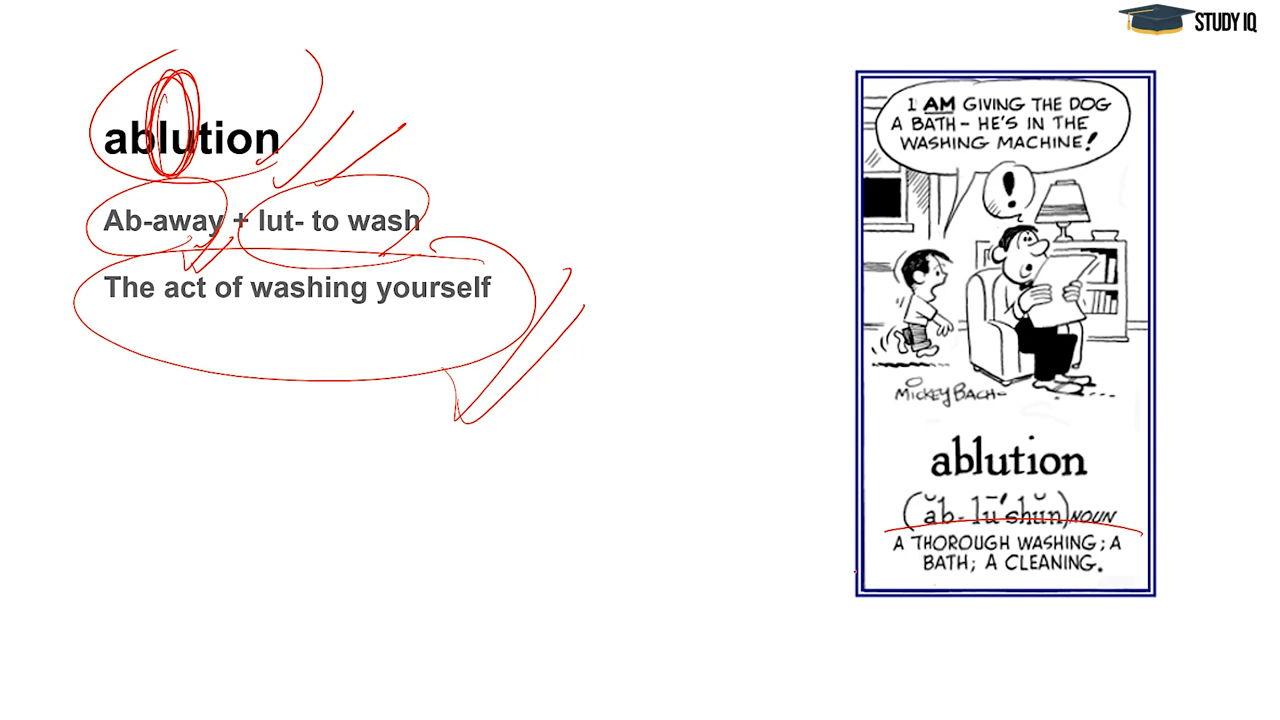 STUDY IQ
ablution
Ab-away + lut- to wash
The act of washing yourself
I AM GIVING THE DOG
A BATH - HE'S IN THE
WASHING MACHINE!
!
MICKEY BACH-
ablution
(ăb-lū′shŭn) NOUN
A THOROUGH WASHING; A
BATH; A CLEANING.